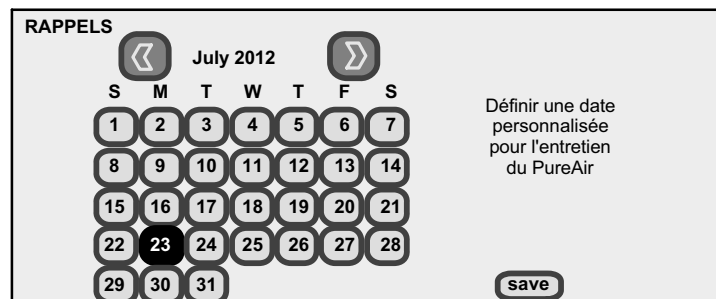 RAPPELS
July 2012
S M T W T F S
1 2 3 4 5 6 7
8 9 10 11 12 13 14
15 16 17 18 19 20 21
22 23 24 25 26 27 28
29 30 31
Définir une date
personnalisée
pour l'entretien
du PureAir
save